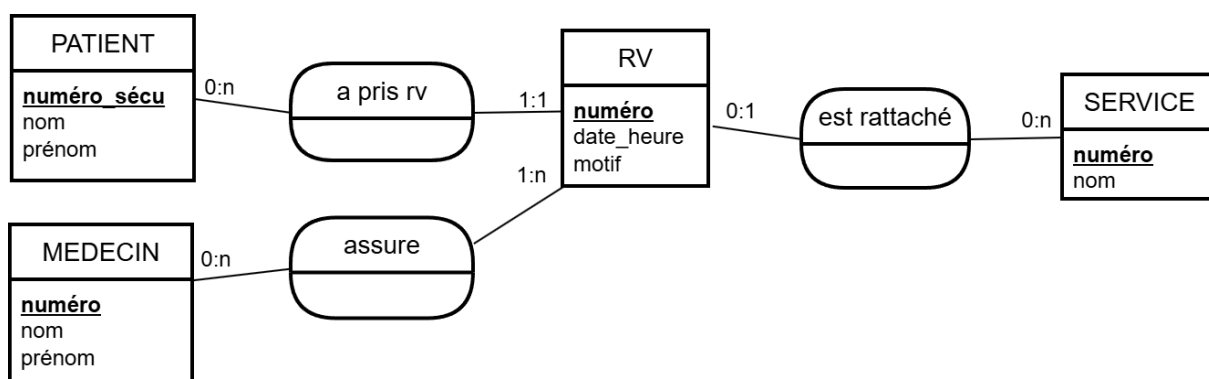 PATIENT
numéro_sécu
nom
prénom
0:n
a pris rv
1:1
RV
numéro
date_heure
motif
0:1
est rattaché
0:n
SERVICE
numéro
nom
MEDECIN
numéro
nom
prénom
0:n
assure
1:n